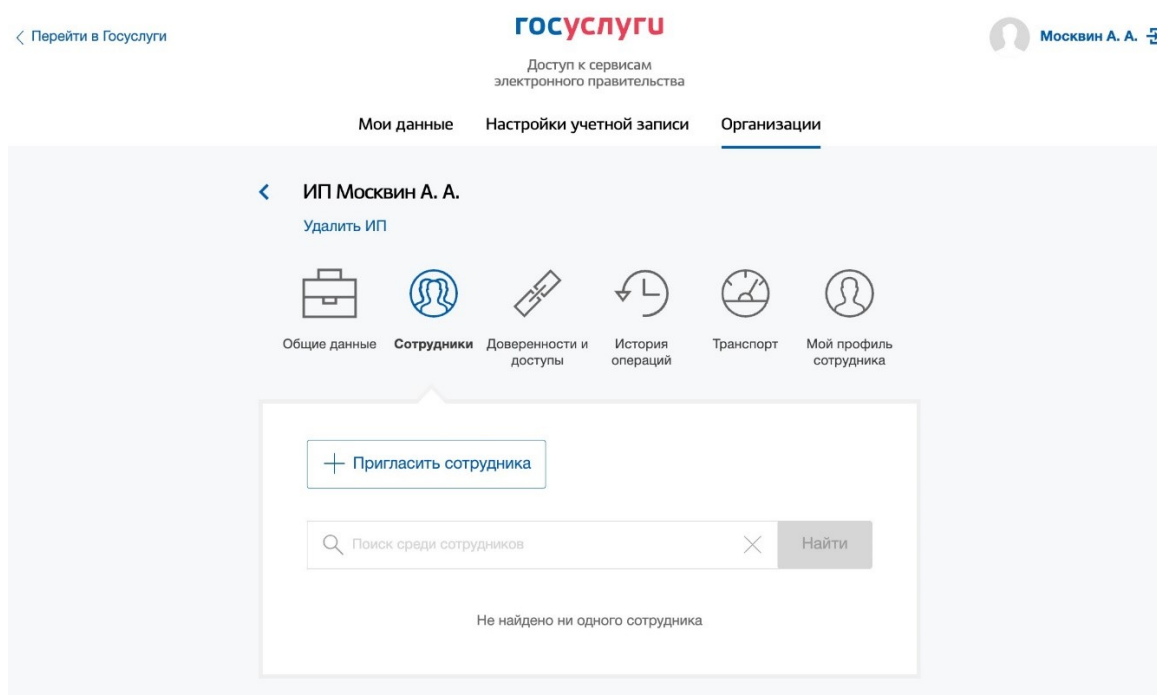 Перейти в Госуслуги
госуслуги
Москвин А. А.
Доступ к сервисам
электронного правительства
Мои данные Настройки учетной записи Организации
ИП Москвин А. А.
Удалить ИП
Общие данные
Сотрудники
Доверенности и
доступы
История
операций
Транспорт
Мой профиль
сотрудника
Пригласить сотрудника
Поиск среди сотрудников
Найти
Не найдено ни одного сотрудника